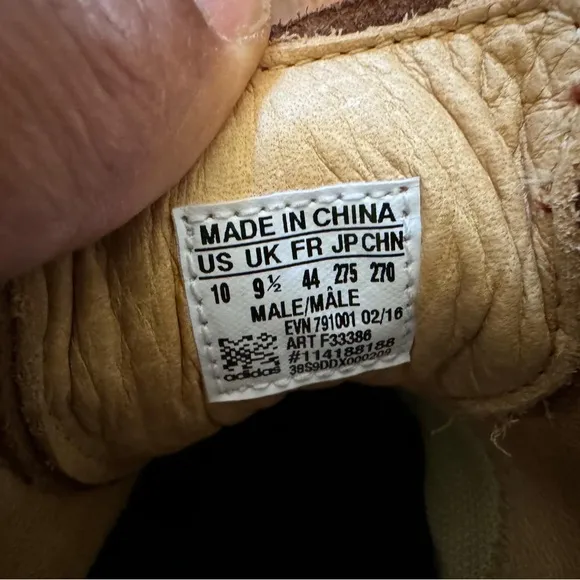 MADE IN CHINA
US UK FR JP CHN
10 9½ 44 275 270
MALE/MÂLE
EVN 791001 02/16
ART F33386
#114188188
38S9DDX000209
adidas